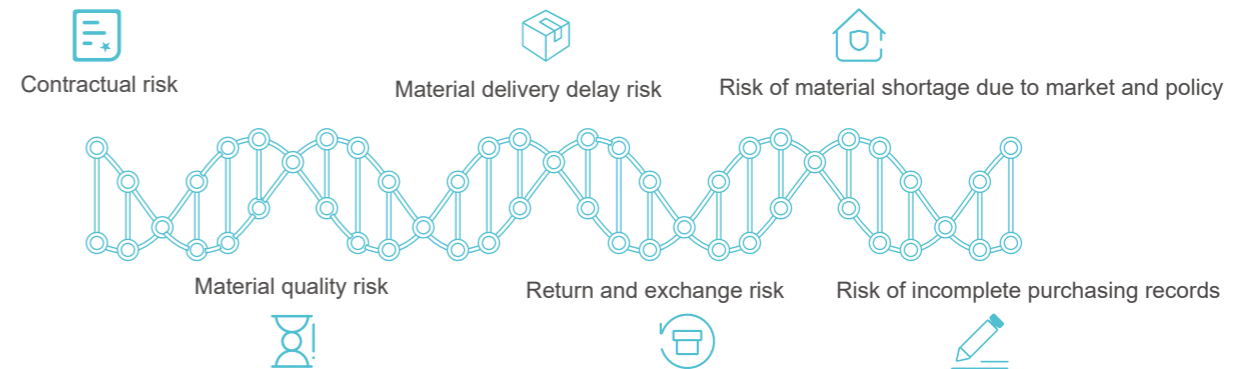 Contractual risk
Material delivery delay risk
Risk of material shortage due to market and policy
Material quality risk
Return and exchange risk
Risk of incomplete purchasing records